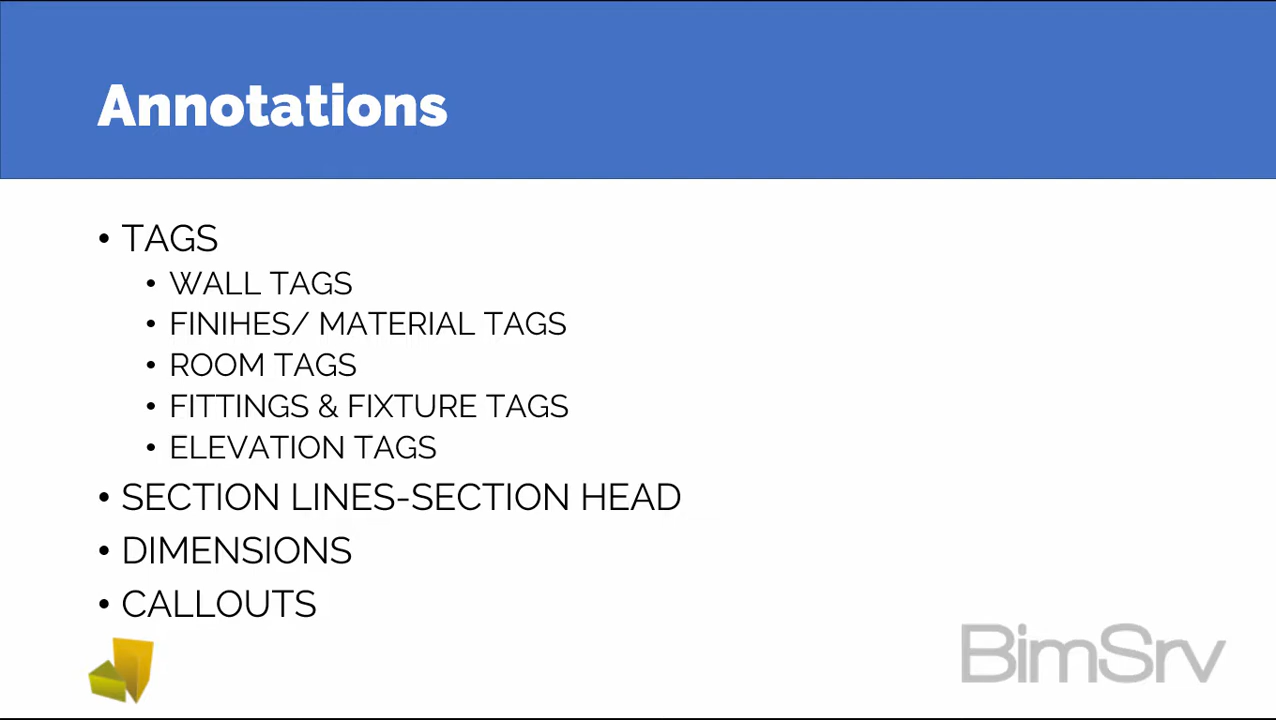 Annotations
• TAGS
• WALL TAGS
• FINIHES/ MATERIAL TAGS
• ROOM TAGS
• FITTINGS & FIXTURE TAGS
• ELEVATION TAGS
• SECTION LINES-SECTION HEAD
• DIMENSIONS
• CALLOUTS
BimSrv